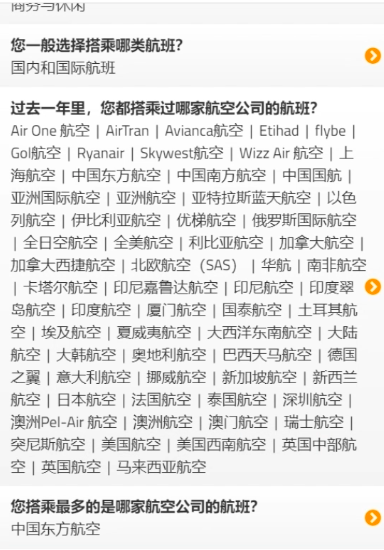 商务与休闲
您一般选择搭乘哪类航班?
国内和国际航班
过去一年里，您都搭乘过哪家航空公司的航班?
Air One 航空 | AirTran | Avianca航空 | Etihad | flybe |
Gol航空 | Ryanair | Skywest航空 | Wizz Air 航空 | 上
海航空 | 中国东方航空 | 中国南方航空 | 中国国航 |
亚洲国际航空 | 亚洲航空 | 亚特拉斯蓝天航空 | 以色
列航空 | 伊比利亚航空 | 优梯航空 | 俄罗斯国际航空
| 全日空航空 | 全美航空 | 利比亚航空 | 加拿大航空 |
加拿大西捷航空 | 北欧航空（SAS） | 华航 | 南非航空
| 卡塔尔航空 | 印尼嘉鲁达航空 | 印尼航空 | 印度翠
鸟航空 | 印度航空 | 厦门航空 | 国泰航空 | 土耳其航
空 | 埃及航空 | 夏威夷航空 | 大西洋东南航空 | 大陆
航空 | 大韩航空 | 奥地利航空 | 巴西天马航空 | 德国
之翼 | 意大利航空 | 挪威航空 | 新加坡航空 | 新西兰
航空 | 日本航空 | 法国航空 | 泰国航空 | 深圳航空 |
澳洲Pel-Air 航空 | 澳洲航空 | 澳门航空 | 瑞士航空 |
突尼斯航空 | 美国航空 | 美国西南航空 | 英国中部航
空 | 英国航空 | 马来西亚航空
您搭乘最多的是哪家航空公司的航班?
中国东方航空